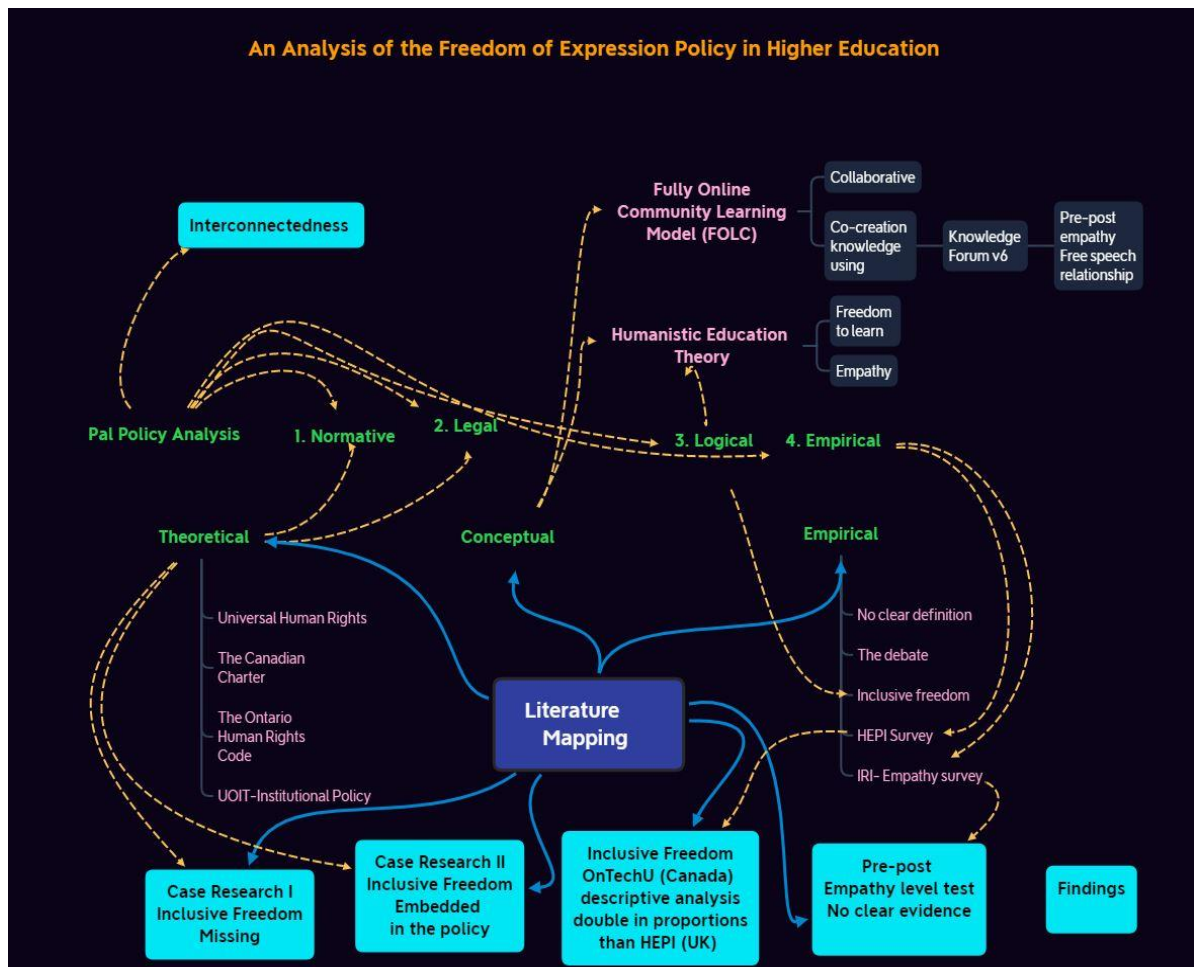 An Analysis of the Freedom of Expression Policy in Higher Education
Interconnectedness
Fully Online
Community Learning
Model (FOLC)
Collaborative
Co-creation
knowledge
using
Knowledge
Forum v6
Pre-post
empathy
Free speech
relationship
Humanistic Education
Theory
Freedom
to learn
Empathy
Pal Policy Analysis
1. Normative
2. Legal
3. Logical
4. Empirical
Theoretical
Conceptual
Empirical
Universal Human Rights
The Canadian
Charter
The Ontario
Human Rights
Code
UOIT-Institutional Policy
No clear definition
The debate
Inclusive freedom
HEPI Survey
IRI- Empathy survey
Literature
Mapping
Case Research I
Inclusive Freedom
Missing
Case Research II
Inclusive Freedom
Embedded
in the policy
Inclusive Freedom
OnTechU (Canada)
descriptive analysis
double in proportions
than HEPI (UK)
Pre-post
Empathy level test
No clear evidence
Findings